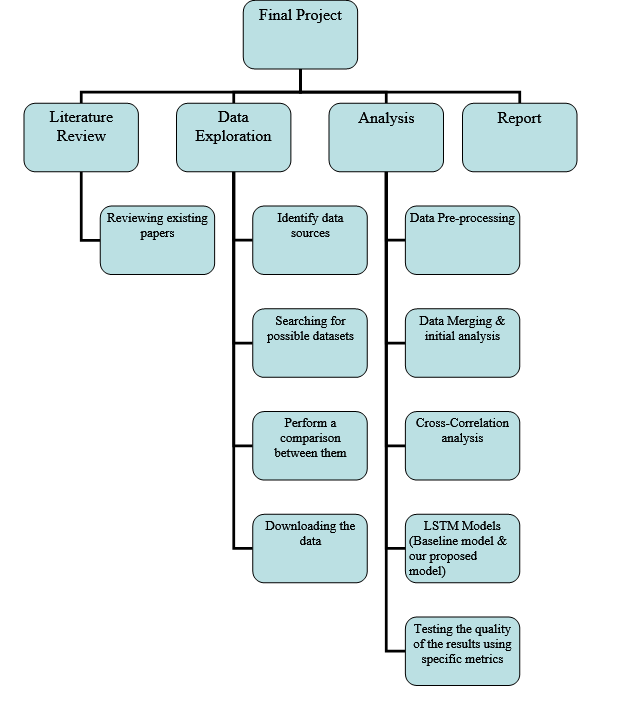 Final Project
Literature
Review
Data
Exploration
Analysis
Report
Reviewing existing
papers
Identify data
sources
Searching for
possible datasets
Perform a
comparison
between them
Downloading the
data
Data Pre-processing
Data Merging &
initial analysis
Cross-Correlation
analysis
LSTM Models
(Baseline model &
our proposed
model)
Testing the quality
of the results using
specific metrics